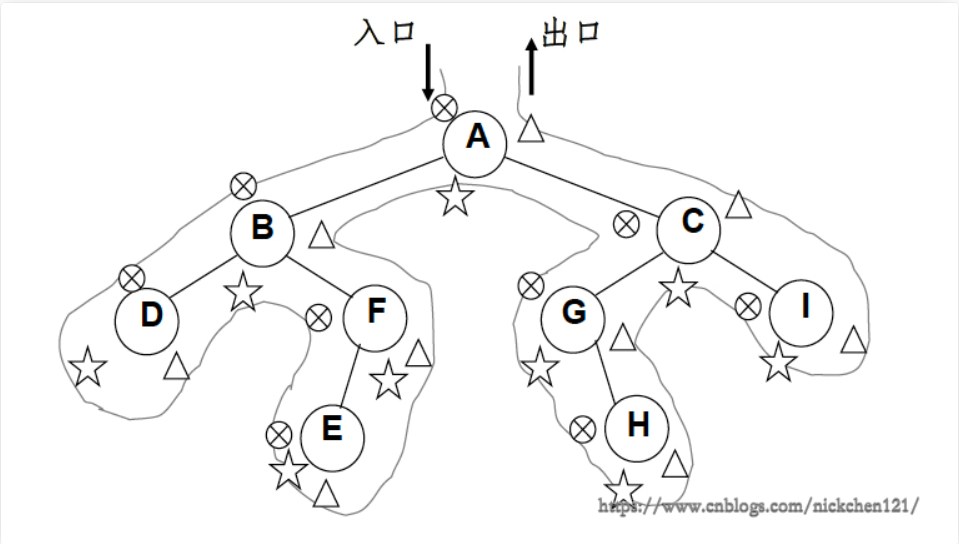 入口
出口
A
B
C
D
F
G
I
E
H
https://www.cnblogs.com/nickchen121/